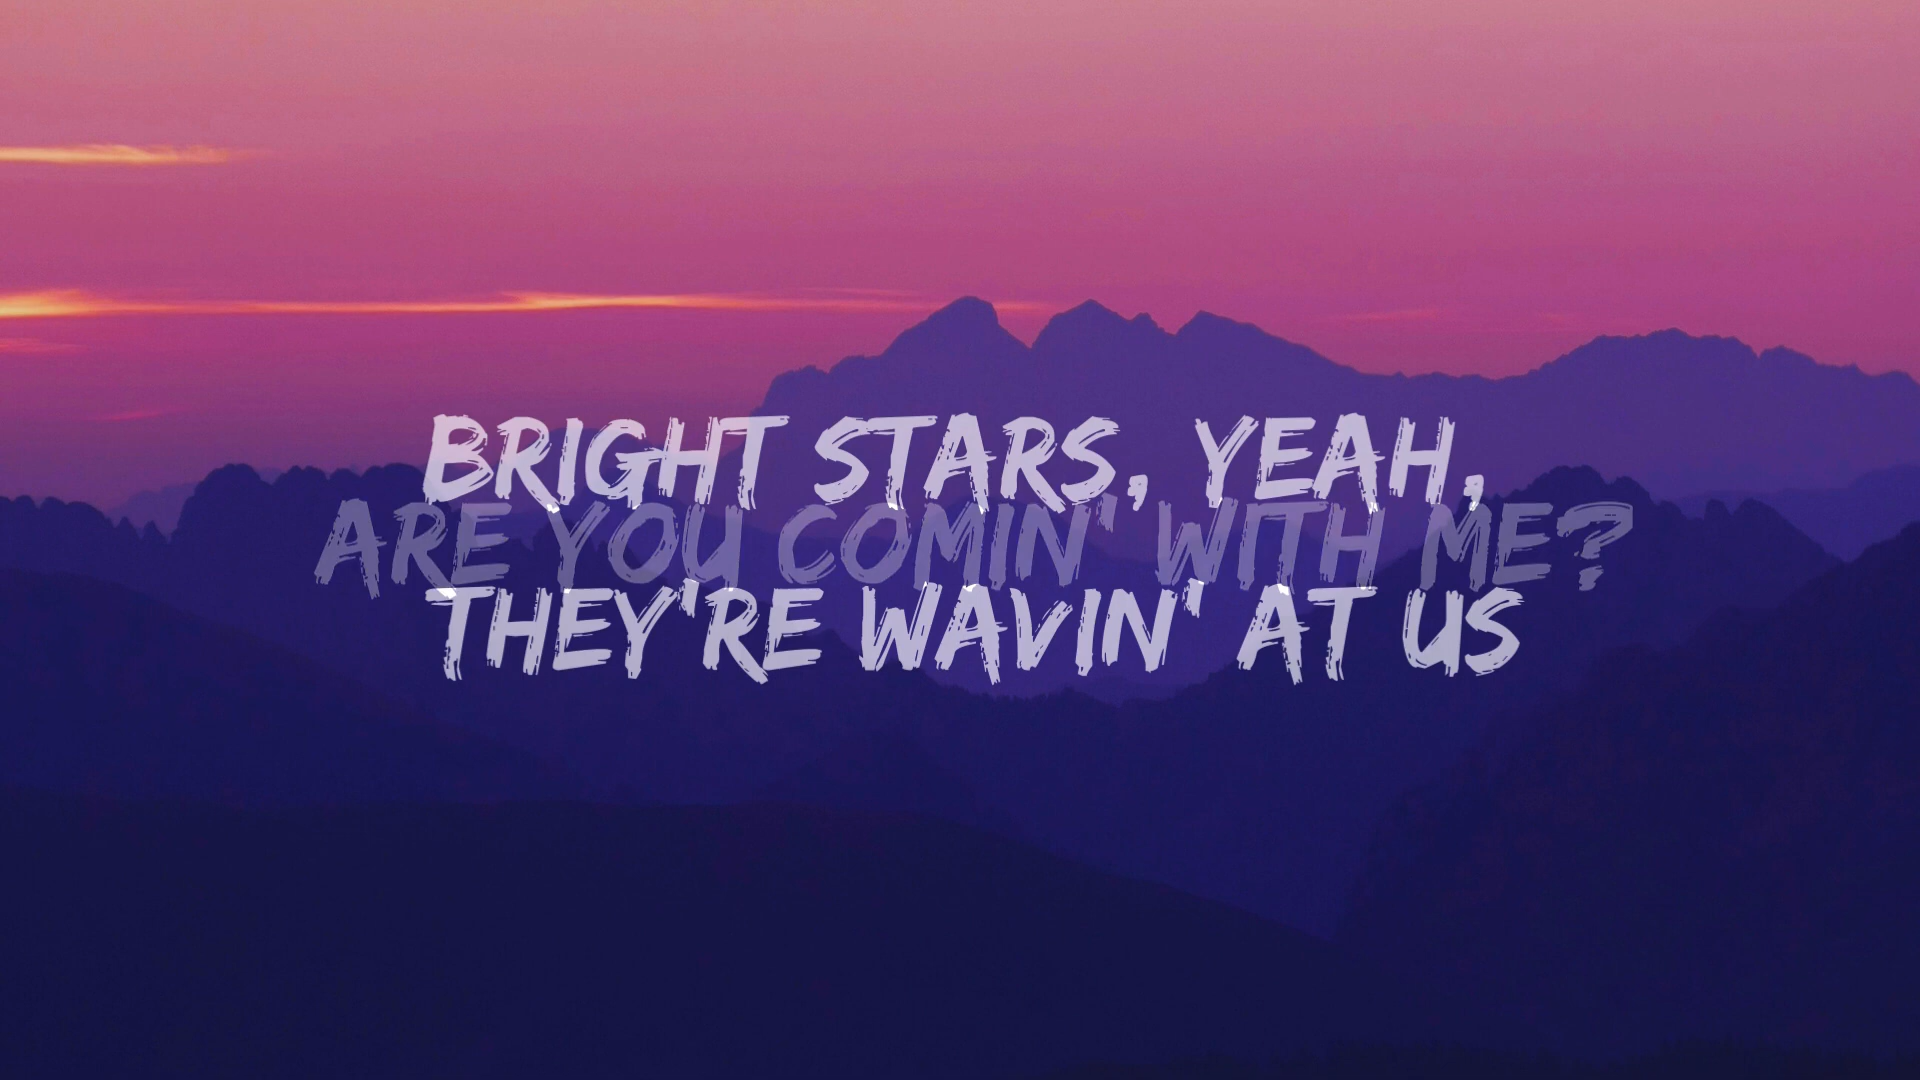 BRIGHT STARS, YEAH,
ARE YOU COMIN' WITH ME?
THEY'RE WAVIN' AT US